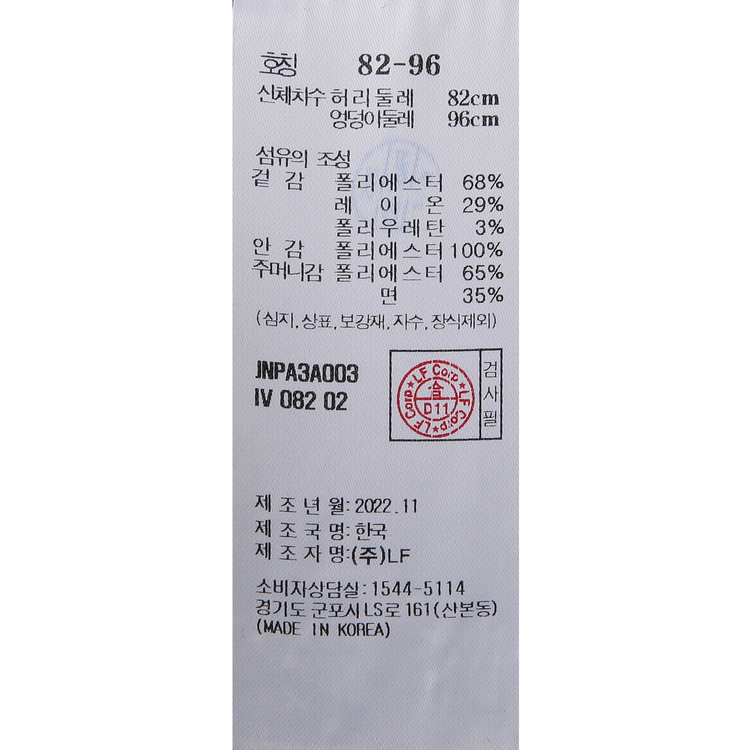 호칭 82-96
신체치수 허리둘레 82cm
엉덩이둘레 96cm
섬유의 조성
겉 감 폴리에스터 68%
레 이 온 29%
폴리우레탄 3%
안 감 폴리에스터 100%
주머니감 폴리에스터 65%
면 35%
(심지,상표,보강재,자수,장식제외)
JNPA3A003
IV 082 02
LF Corp ★ LF Corp ★ LF Corp ★
합
D11
검사필
제 조 년 월: 2022.11
제 조 국 명: 한국
제 조 자 명: (주)LF
소비자상담실: 1544-5114
경기도 군포시 LS로 161(산본동)
(MADE IN KOREA)